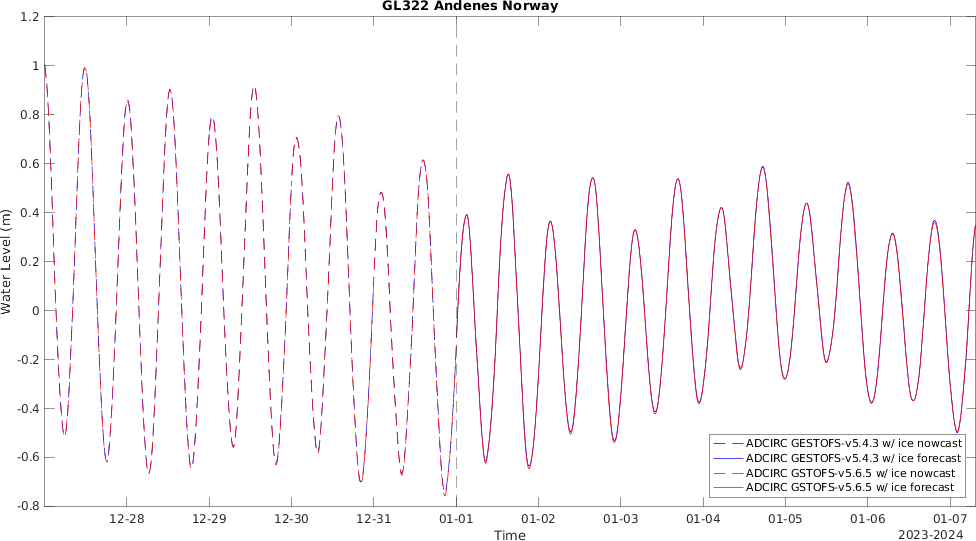 GL322 Andenes Norway
1.2
1
0.8
0.6
0.4
0.2
0
-0.2
-0.4
-0.6
-0.8
Water Level (m)
ADCIRC GESTOFS-v5.4.3 w/ ice nowcast
ADCIRC GESTOFS-v5.4.3 w/ ice forecast
ADCIRC GSTOFS-v5.6.5 w/ ice nowcast
ADCIRC GSTOFS-v5.6.5 w/ ice forecast
12-28 12-29 12-30 12-31 01-01 01-02 01-03 01-04 01-05 01-06 01-07
Time
2023-2024